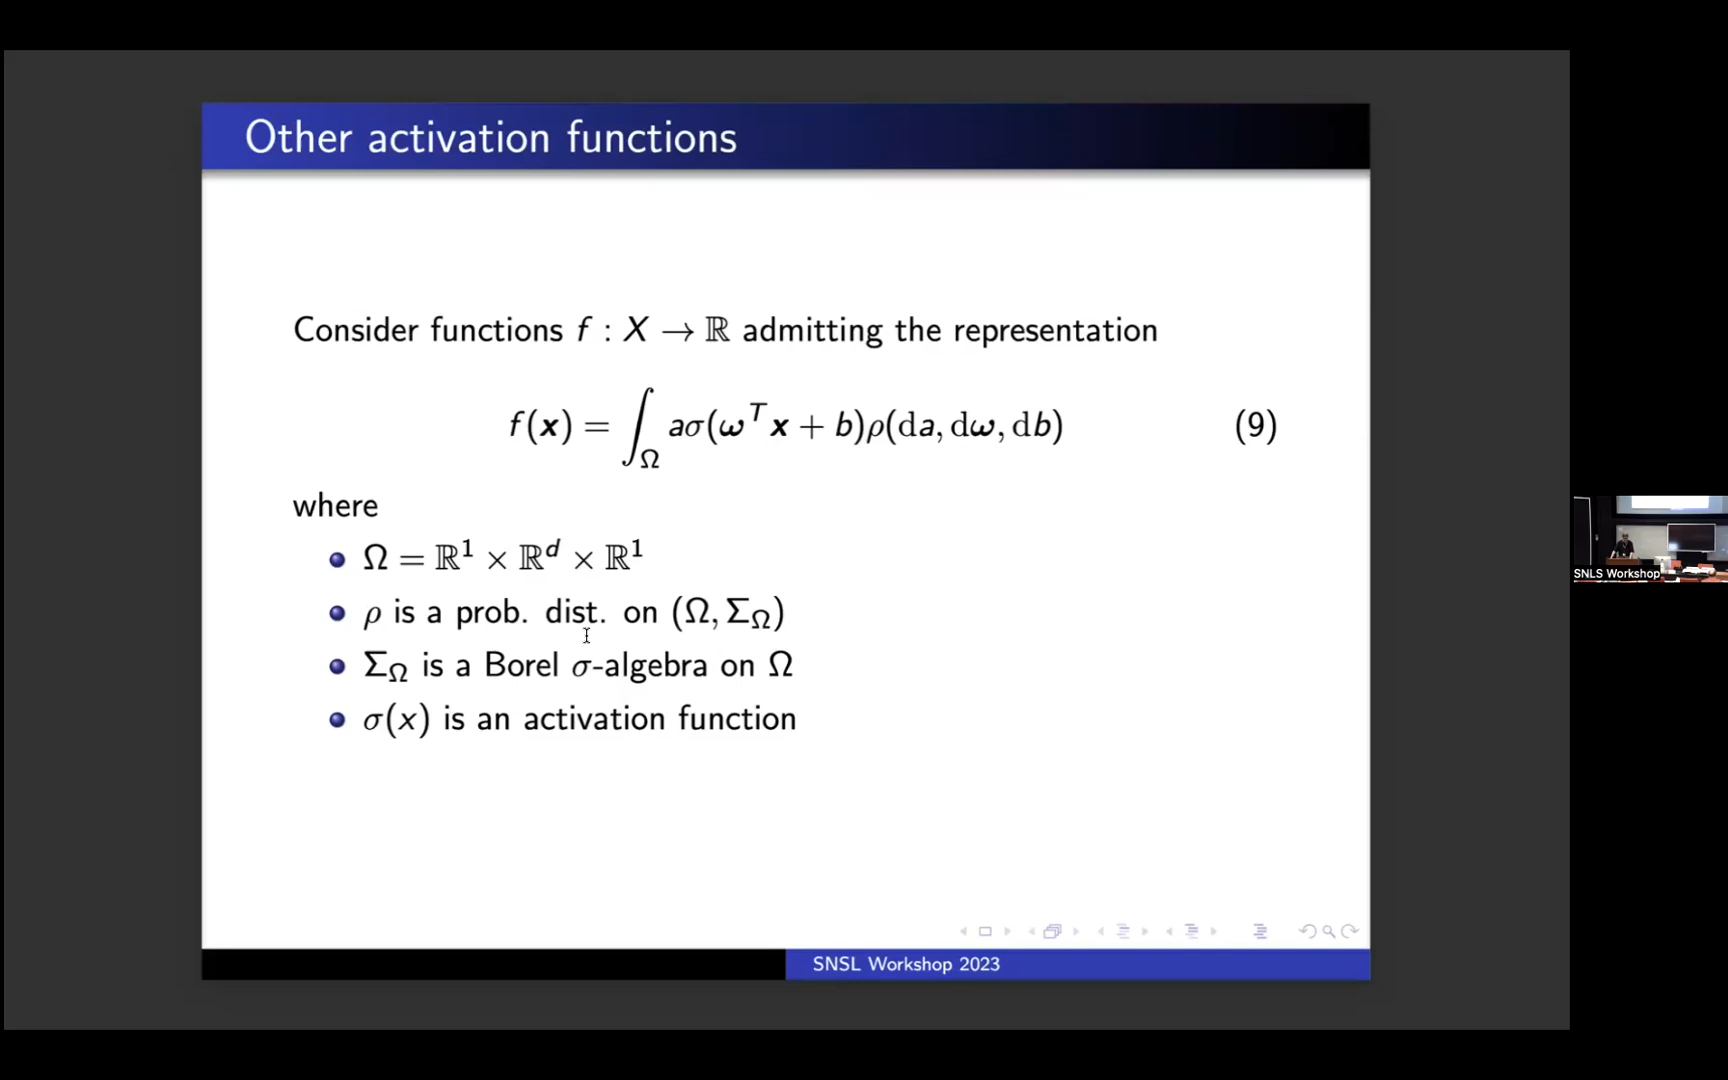 Other activation functions
Consider functions f : X → ℝ admitting the representation
f(x) = ∫_Ω aσ(ω^T x + b)ρ(da, dω, db) (9)
where
Ω = ℝ¹ × ℝ^d × ℝ¹
ρ is a prob. dist. on (Ω, Σ_Ω)
Σ_Ω is a Borel σ-algebra on Ω
σ(x) is an activation function
SNSL Workshop 2023
SNLS Workshop